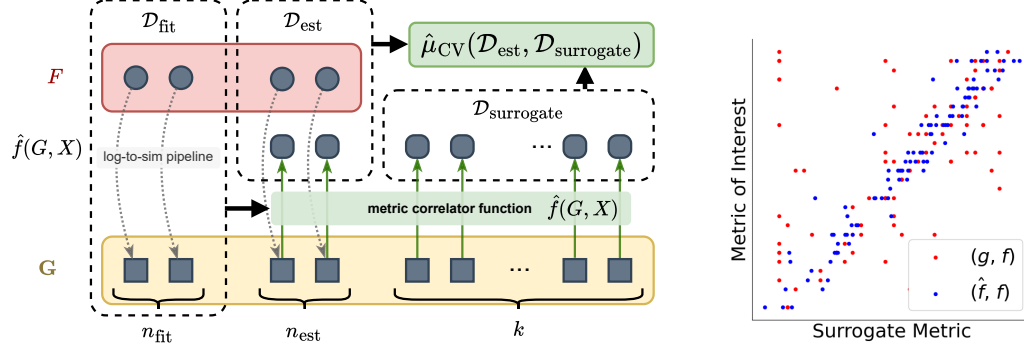 𝒟_fit
𝒟_est
μ̂_CV(𝒟_est, 𝒟_surrogate)
F
𝒟_surrogate
f̂(G, X)
...
log-to-sim pipeline
metric correlator function f̂(G, X)
G
...
n_fit
n_est
k
Metric of Interest
(g, f)
(f̂, f)
Surrogate Metric